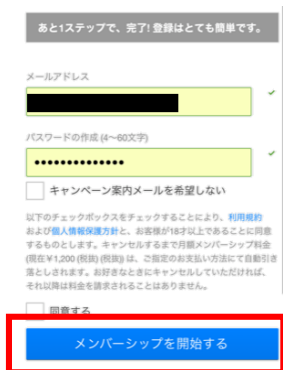 あと1ステップで、完了! 登録はとても簡単です。
メールアドレス
パスワードの作成 (4〜60文字)
••••••••••••••
キャンペーン案内メールを希望しない
以下のチェックボックスをチェックすることにより、利用規約
および個人情報保護方針と、お客様が18才以上であることに同意
するものとします。キャンセルするまで月額メンバーシップ料金
(現在¥1,200 (税抜) (税抜)) は、ご指定のお支払い方法にて自動引き
落としされます。お好きなときにキャンセルしていただければ、
それ以降は料金を請求されることはありません。
同意する
メンバーシップを開始する